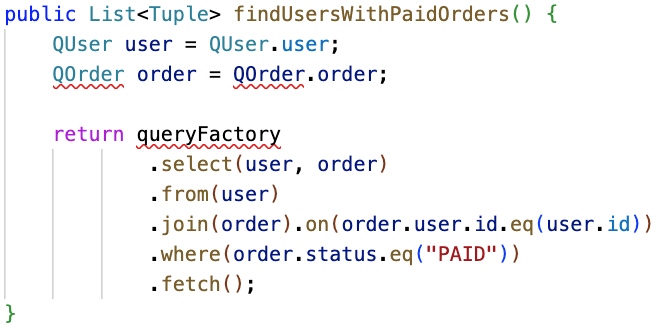 public List<Tuple> findUsersWithPaidOrders() {
    QUser user = QUser.user;
    QOrder order = QOrder.order;

    return queryFactory
            .select(user, order)
            .from(user)
            .join(order).on(order.user.id.eq(user.id))
            .where(order.status.eq("PAID"))
            .fetch();
}